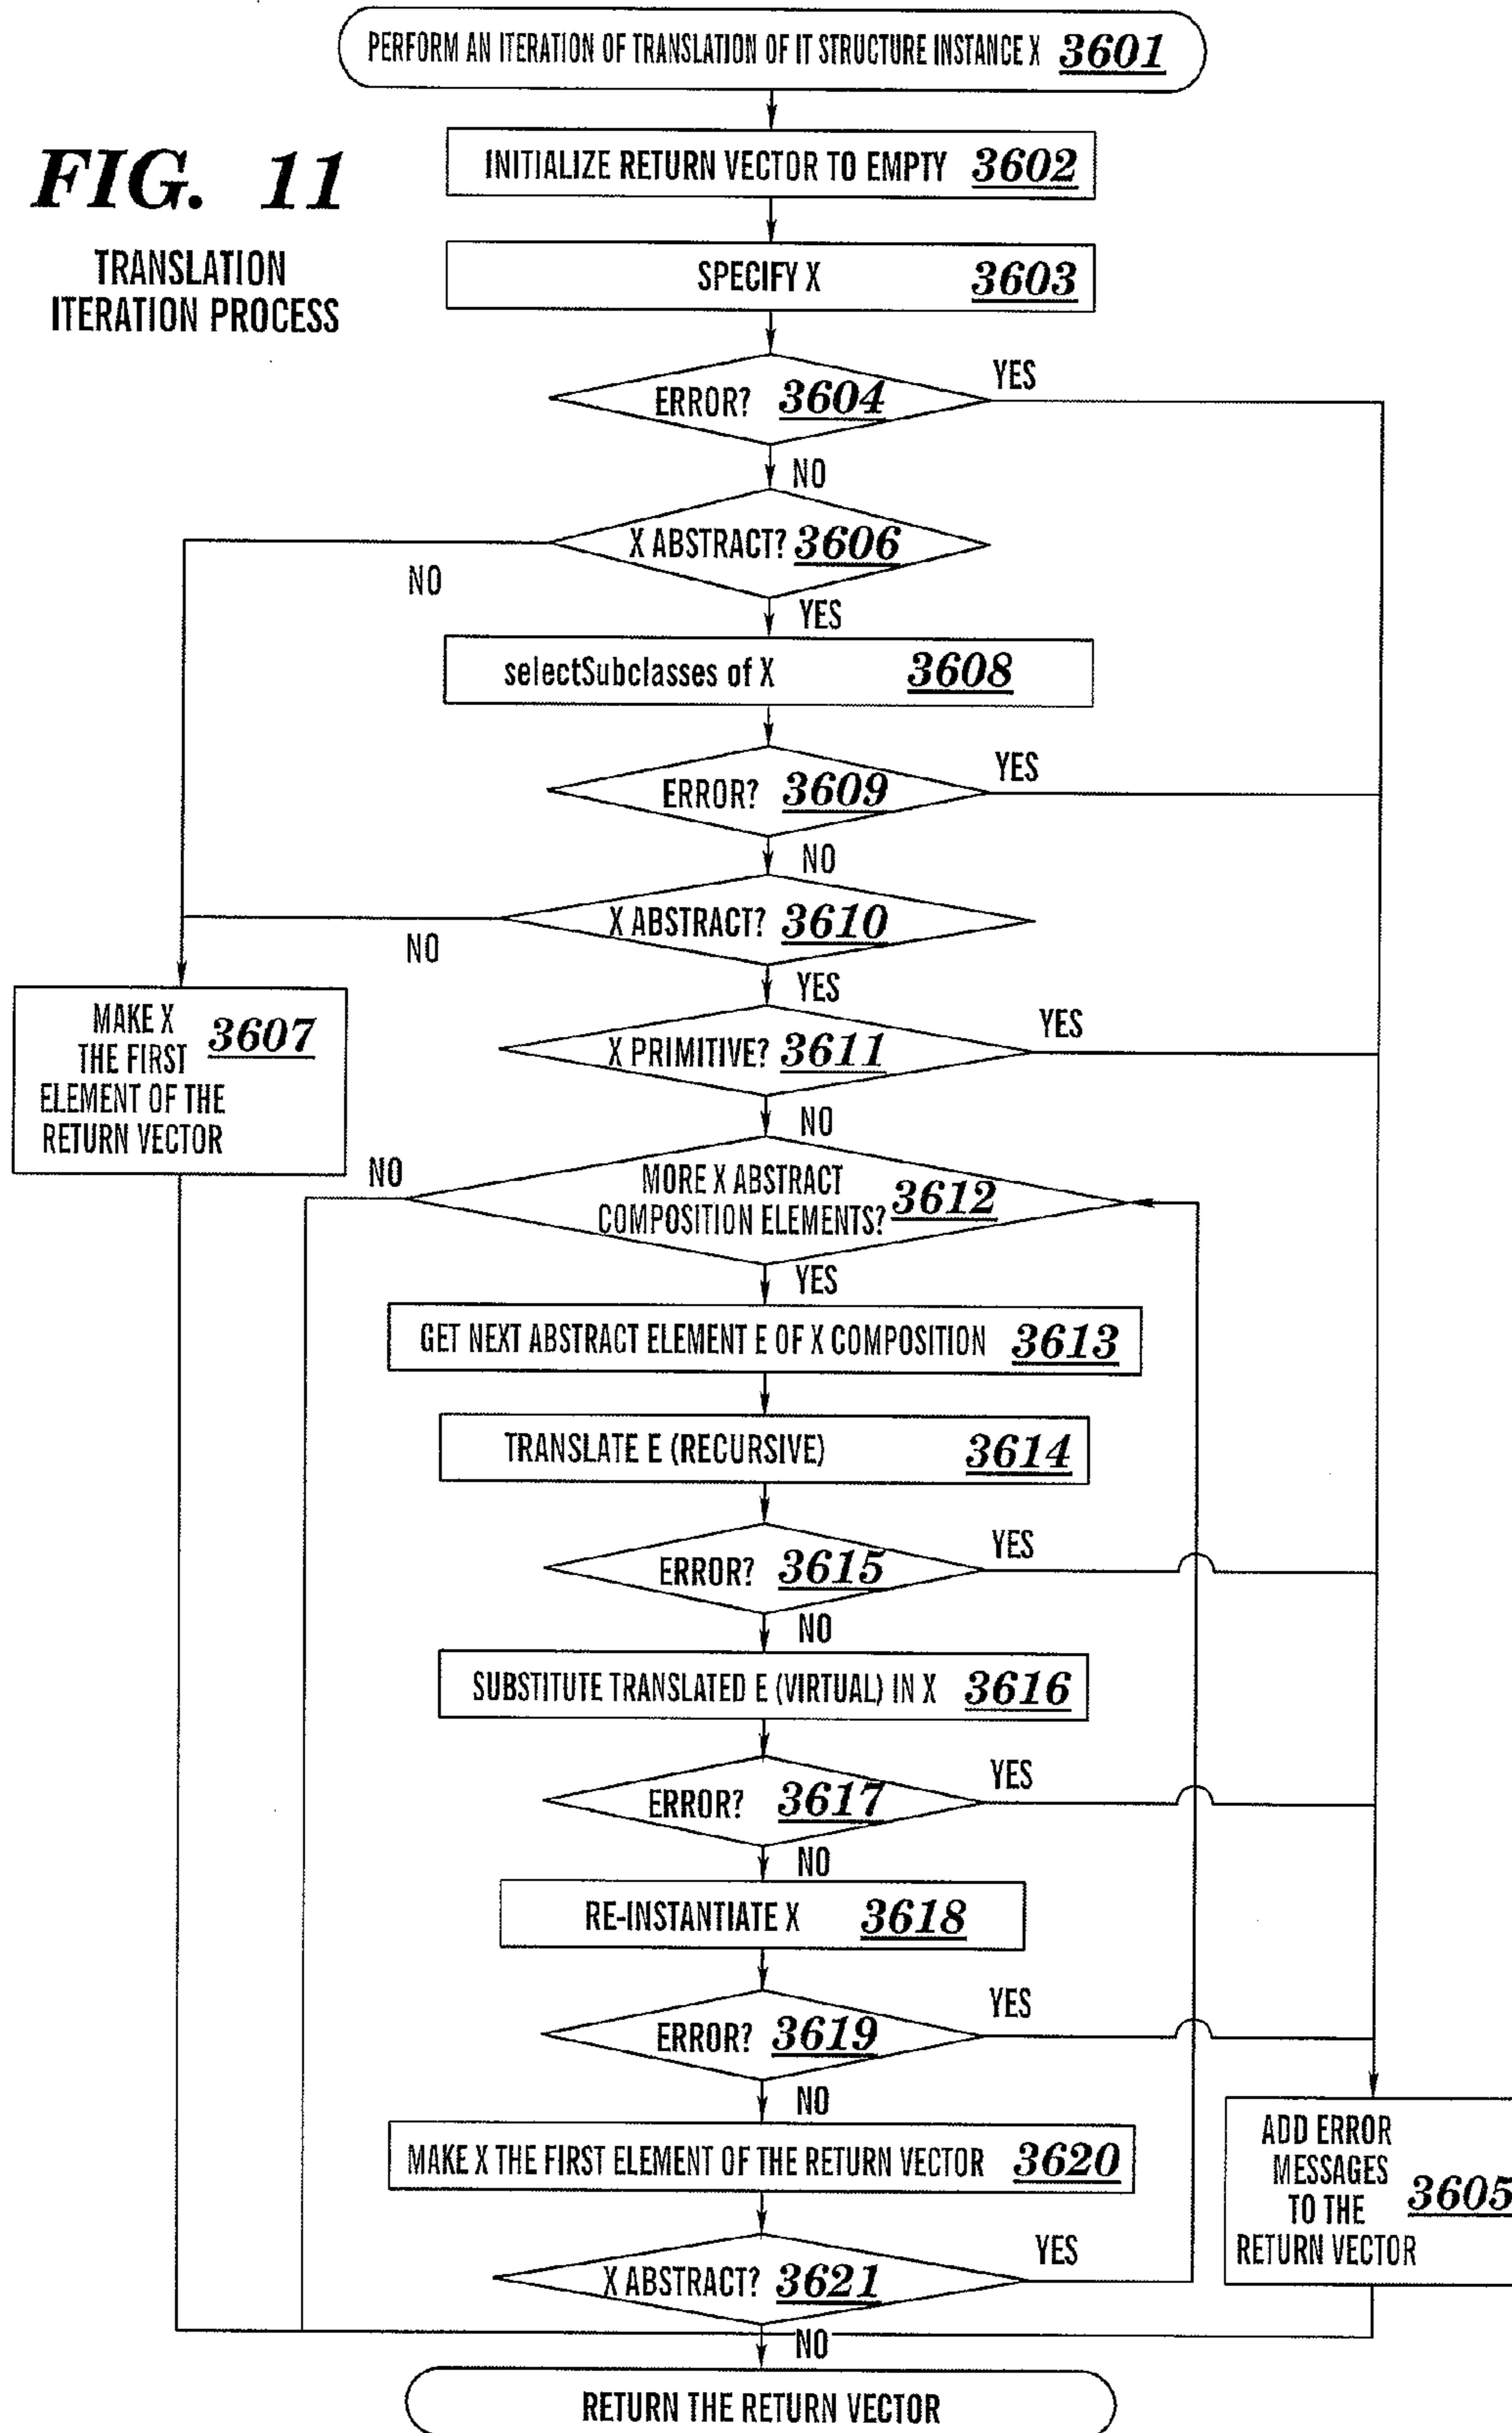 PERFORM AN ITERATION OF TRANSLATION OF IT STRUCTURE INSTANCE X 3601
FIG. 11
TRANSLATION
ITERATION PROCESS
INITIALIZE RETURN VECTOR TO EMPTY 3602
SPECIFY X 3603
ERROR? 3604
YES
NO
X ABSTRACT? 3606
NO
YES
selectSubclasses of X 3608
ERROR? 3609
YES
NO
X ABSTRACT? 3610
NO
YES
MAKE X
THE FIRST
ELEMENT OF THE
RETURN VECTOR
3607
X PRIMITIVE? 3611
YES
NO
MORE X ABSTRACT
COMPOSITION ELEMENTS? 3612
NO
YES
GET NEXT ABSTRACT ELEMENT E OF X COMPOSITION 3613
TRANSLATE E (RECURSIVE) 3614
ERROR? 3615
YES
NO
SUBSTITUTE TRANSLATED E (VIRTUAL) IN X 3616
ERROR? 3617
YES
NO
RE-INSTANTIATE X 3618
ERROR? 3619
YES
NO
MAKE X THE FIRST ELEMENT OF THE RETURN VECTOR 3620
ADD ERROR
MESSAGES
TO THE
RETURN VECTOR
3605
X ABSTRACT? 3621
YES
NO
RETURN THE RETURN VECTOR